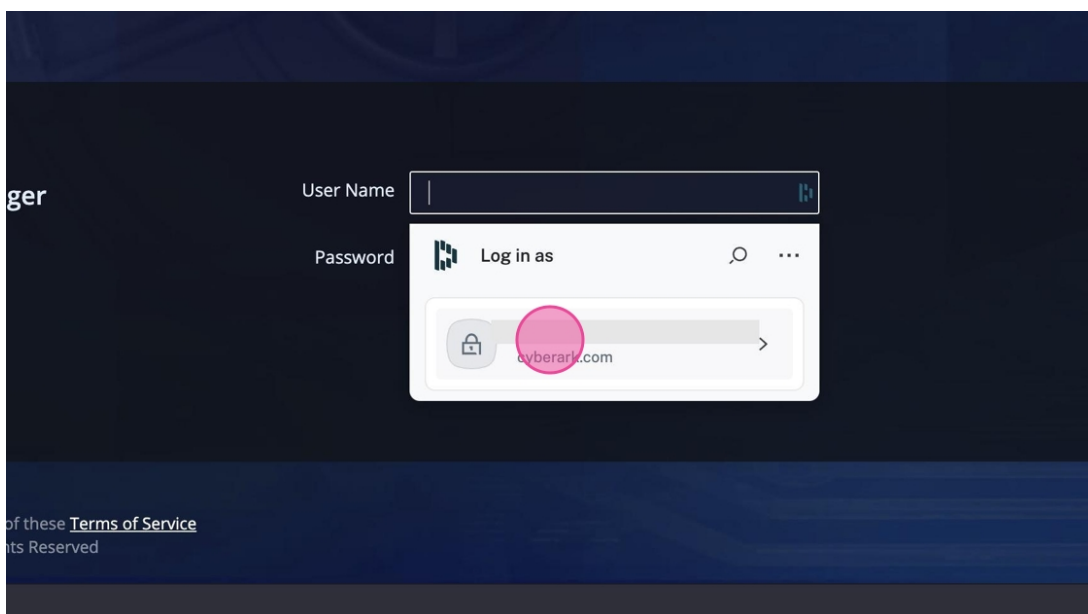 ger
User Name
Password
Log in as
cyberark.com
of these Terms of Service
nts Reserved